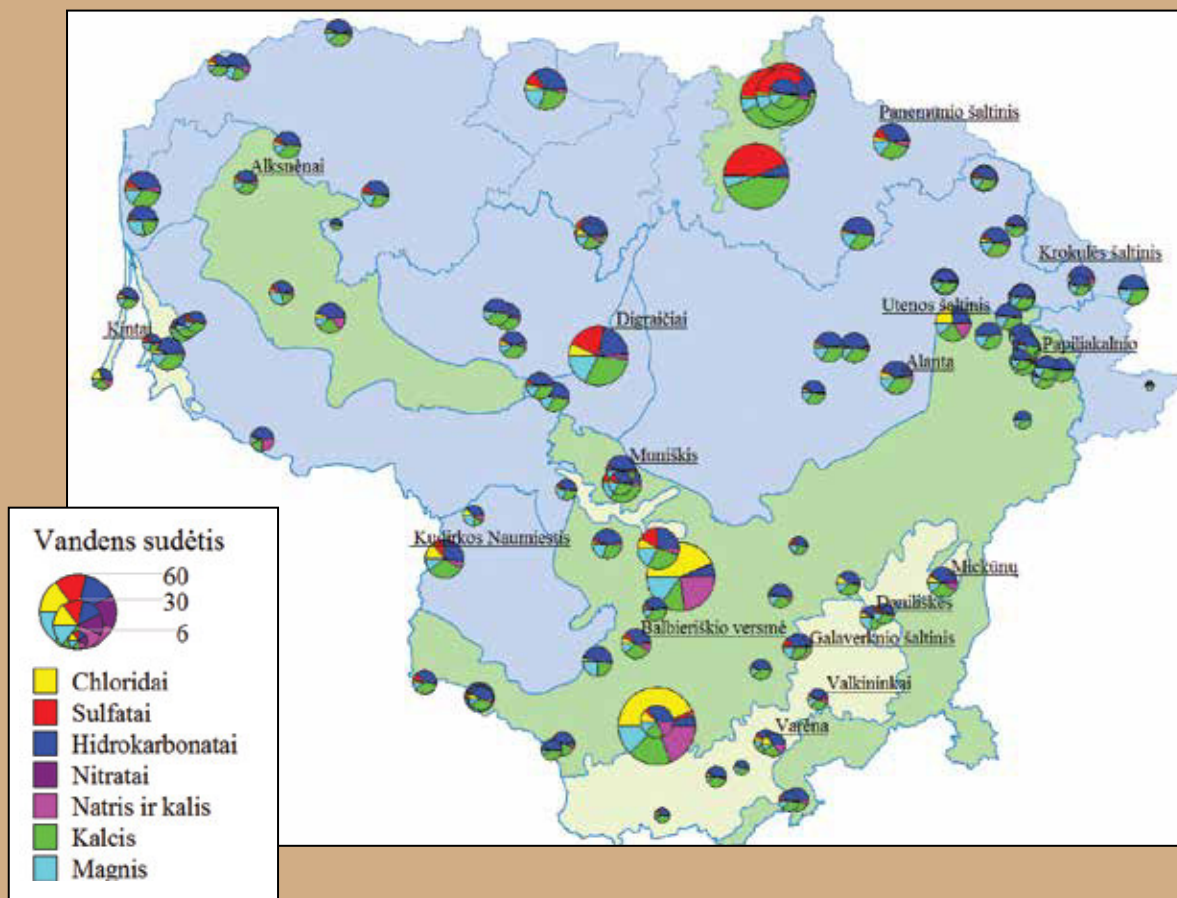 Panemunio šaltinis
Alksnėnai
Krokulės šaltinis
Utenos šaltinis
Kintai
Digraičiai
Papiliakalnio
Alanta
Muniškis
Kudirkos Naumiestis
Mickūnų
Dauiliškės
Balbieriškio versmė
Galaverknio šaltinis
Valkininkai
Varėna
Vandens sudėtis
60
30
6
Chloridai
Sulfatai
Hidrokarbonatai
Nitratai
Natris ir kalis
Kalcis
Magnis